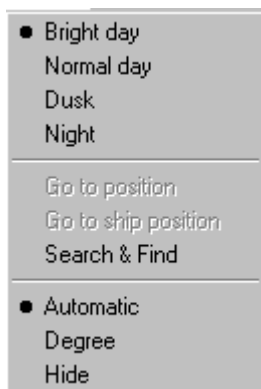 Bright day
Normal day
Dusk
Night
Go to position
Go to ship position
Search & Find
Automatic
Degree
Hide